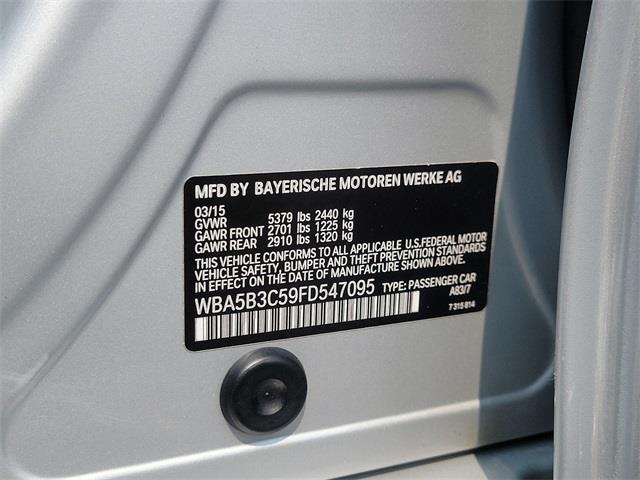 MFD BY BAYERISCHE MOTOREN WERKE AG
03/15
GVWR 5379 lbs 2440 kg
GAWR FRONT 2701 lbs 1225 kg
GAWR REAR 2910 lbs 1320 kg
THIS VEHICLE CONFORMS TO ALL APPLICABLE U.S.FEDERAL MOTOR
VEHICLE SAFETY, BUMPER AND THEFT PREVENTION STANDARDS
IN EFFECT ON THE DATE OF MANUFACTURE SHOWN ABOVE.
WBA5B3C59FD547095 TYPE: PASSENGER CAR
A83/7
7 315 814